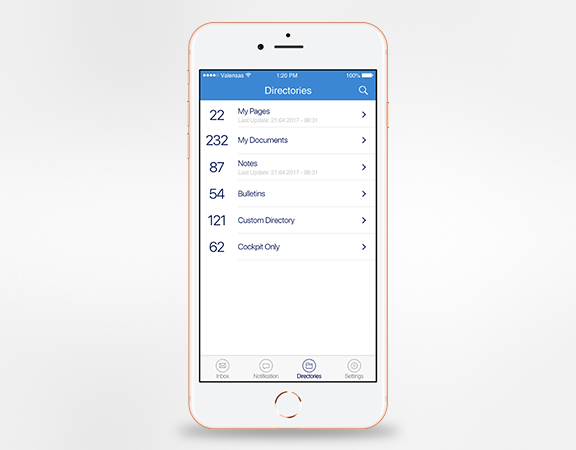 Valensas 1:20 PM 100%
Directories
22 My Pages
Last Update: 21.04.2017 - 08:31
232 My Documents
87 Notes
Last Update: 21.04.2017 - 08:31
54 Bulletins
121 Custom Directory
62 Cockpit Only
Inbox Notification Directories Settings